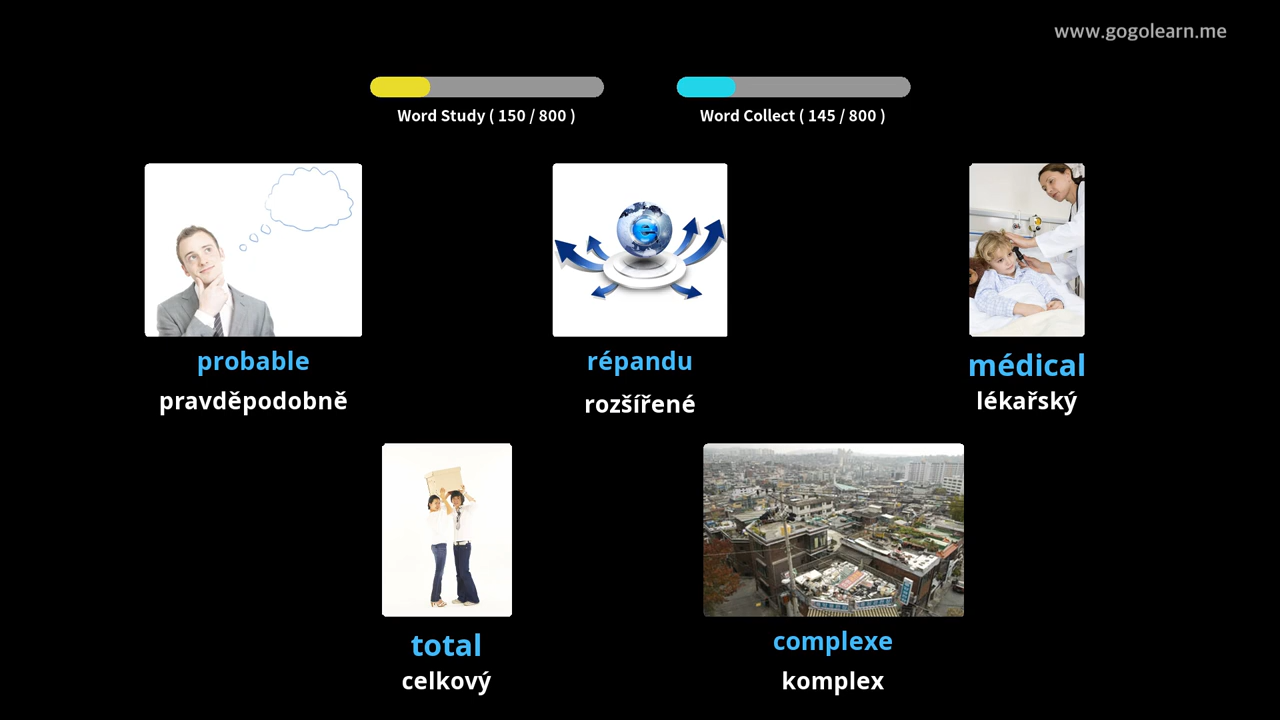 www.gogolearn.me
Word Study ( 150 / 800 )
Word Collect ( 145 / 800 )
e
probable
pravděpodobně
répandu
rozšířené
médical
lékařský
total
celkový
complexe
komplex